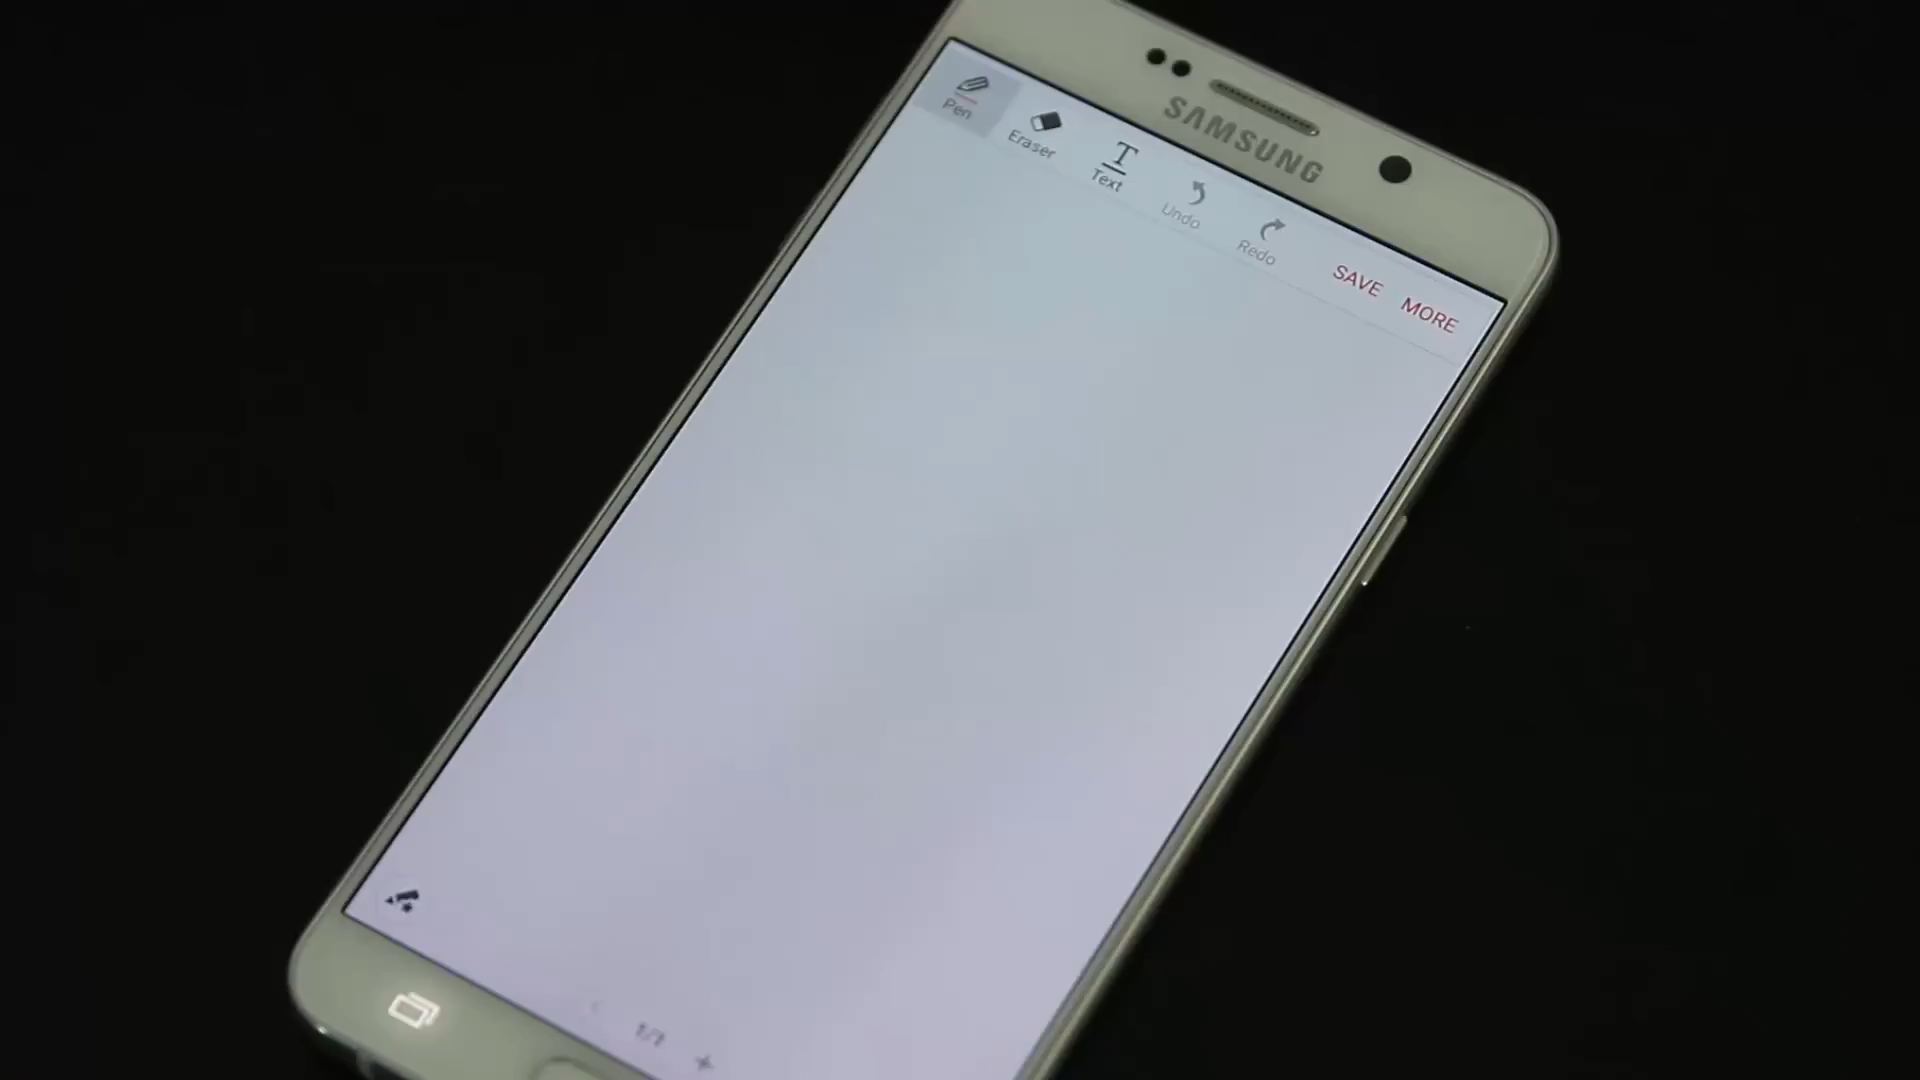 SAMSUNG
Pen
Eraser
T
Text
Undo
Redo
SAVE
MORE
1/1